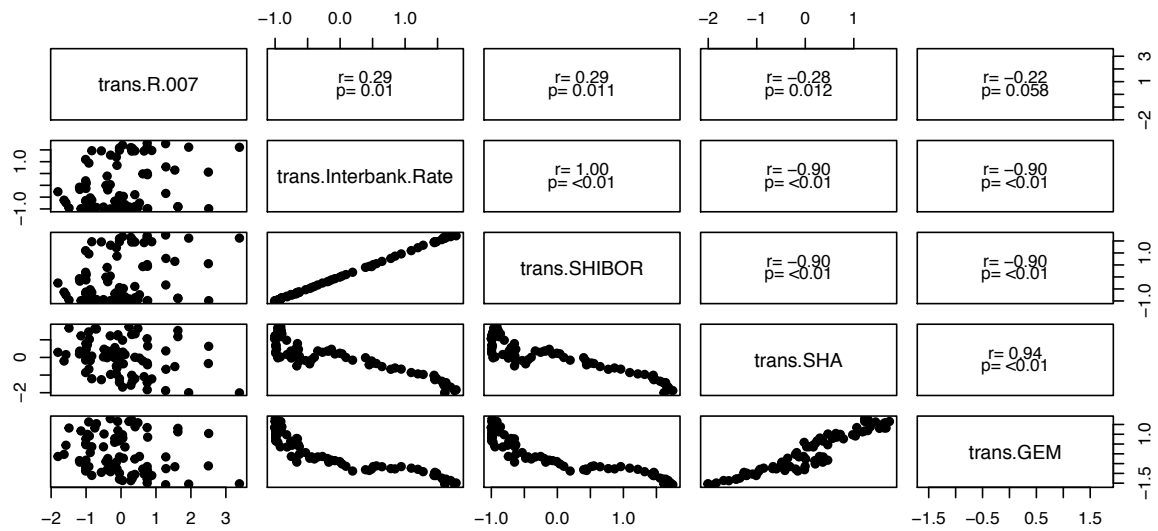 −1.0 0.0 1.0
−2 −1 0 1
trans.R.007
r= 0.29
p= 0.01
r= 0.29
p= 0.011
r= −0.28
p= 0.012
r= −0.22
p= 0.058
−2 1 3
−1.0 1.0
trans.Interbank.Rate
r= 1.00
p= <0.01
r= −0.90
p= <0.01
r= −0.90
p= <0.01
trans.SHIBOR
r= −0.90
p= <0.01
r= −0.90
p= <0.01
−1.0 1.0
−2 0
trans.SHA
r= 0.94
p= <0.01
trans.GEM
−1.5 1.0
−2 −1 0 1 2 3
−1.0 0.0 1.0
−1.5 −0.5 0.5 1.5